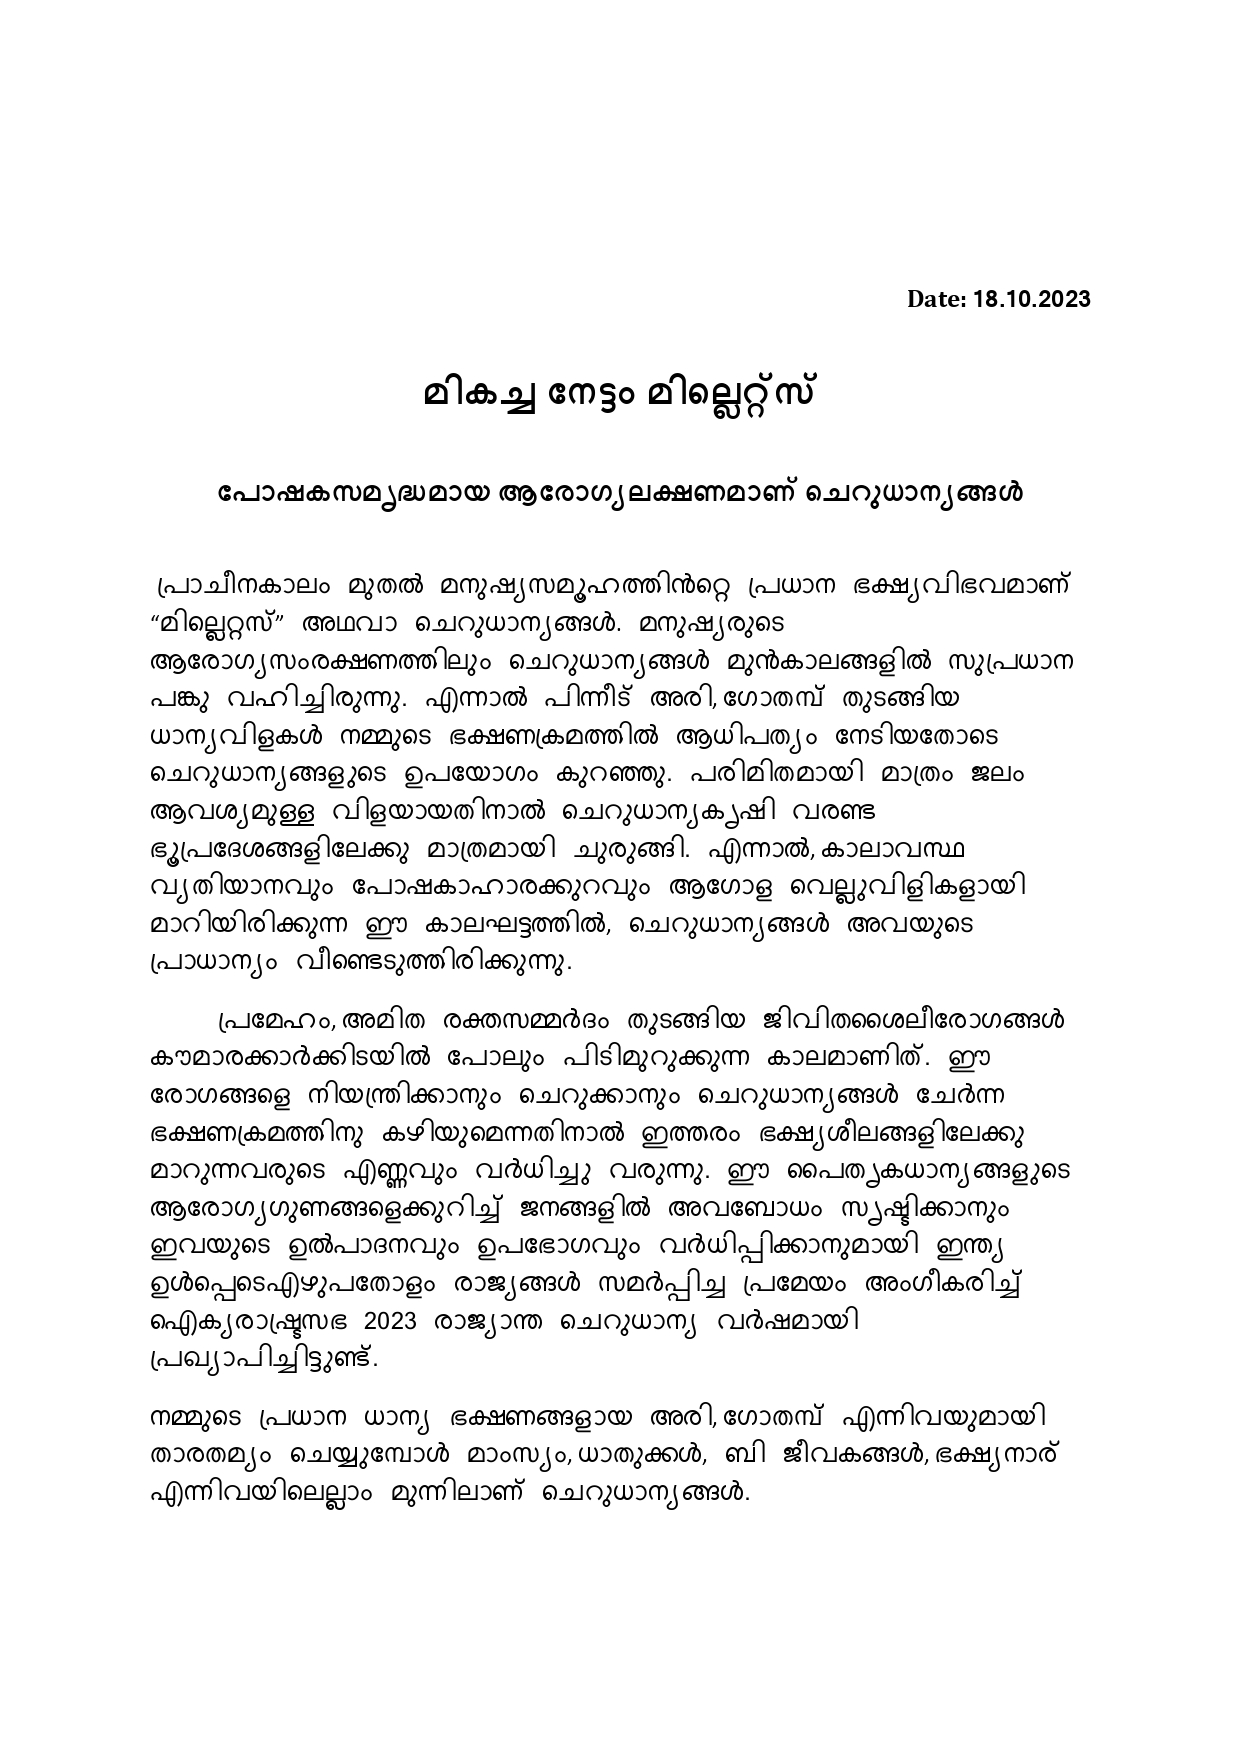 Date: 18.10.2023
മികച്ച നേട്ടം മില്ലെറ്റ്സ്
പോഷകസമൃദ്ധമായ ആരോഗ്യലക്ഷണമാണ് ചെറുധാന്യങ്ങൾ
പ്രാചീനകാലം മുതൽ മനുഷ്യസമൂഹത്തിൻറ്റെ പ്രധാന ഭക്ഷ്യവിഭവമാണ്
“മില്ലെറ്റസ്” അഥവാ ചെറുധാന്യങ്ങൾ. മനുഷ്യരുടെ
ആരോഗ്യസംരക്ഷണത്തിലും ചെറുധാന്യങ്ങൾ മുൻകാലങ്ങളിൽ സുപ്രധാന
പങ്കു വഹിച്ചിരുന്നു. എന്നാൽ പിന്നീട് അരി, ഗോതമ്പ് തുടങ്ങിയ
ധാന്യവിളകൾ നമ്മുടെ ഭക്ഷണക്രമത്തിൽ ആധിപത്യം നേടിയതോടെ
ചെറുധാന്യങ്ങളുടെ ഉപയോഗം കുറഞ്ഞു. പരിമിതമായി മാത്രം ജലം
ആവശ്യമുള്ള വിളയായതിനാൽ ചെറുധാന്യകൃഷി വരണ്ട
ഭൂപ്രദേശങ്ങളിലേക്കു മാത്രമായി ചുരുങ്ങി. എന്നാൽ, കാലാവസ്ഥ
വ്യതിയാനവും പോഷകാഹാരക്കുറവും ആഗോള വെല്ലുവിളികളായി
മാറിയിരിക്കുന്ന ഈ കാലഘട്ടത്തിൽ, ചെറുധാന്യങ്ങൾ അവയുടെ
പ്രാധാന്യം വീണ്ടെടുത്തിരിക്കുന്നു.
പ്രമേഹം, അമിത രക്തസമ്മർദം തുടങ്ങിയ ജിവിതശൈലീരോഗങ്ങൾ
കൗമാരക്കാർക്കിടയിൽ പോലും പിടിമുറുക്കുന്ന കാലമാണിത്. ഈ
രോഗങ്ങളെ നിയന്ത്രിക്കാനും ചെറുക്കാനും ചെറുധാന്യങ്ങൾ ചേർന്ന
ഭക്ഷണക്രമത്തിനു കഴിയുമെന്നതിനാൽ ഇത്തരം ഭക്ഷ്യശീലങ്ങളിലേക്കു
മാറുന്നവരുടെ എണ്ണവും വർധിച്ചു വരുന്നു. ഈ പൈതൃകധാന്യങ്ങളുടെ
ആരോഗ്യഗുണങ്ങളെക്കുറിച്ച് ജനങ്ങളിൽ അവബോധം സൃഷ്ടിക്കാനും
ഇവയുടെ ഉൽപാദനവും ഉപഭോഗവും വർധിപ്പിക്കാനുമായി ഇന്ത്യ
ഉൾപ്പെടെഎഴുപതോളം രാജ്യങ്ങൾ സമർപ്പിച്ച പ്രമേയം അംഗീകരിച്ച്
ഐക്യരാഷ്ട്രസഭ 2023 രാജ്യാന്ത ചെറുധാന്യ വർഷമായി
പ്രഖ്യാപിച്ചിട്ടുണ്ട്.
നമ്മുടെ പ്രധാന ധാന്യ ഭക്ഷണങ്ങളായ അരി, ഗോതമ്പ് എന്നിവയുമായി
താരതമ്യം ചെയ്യുമ്പോൾ മാംസ്യം, ധാതുക്കൾ, ബി ജീവകങ്ങൾ, ഭക്ഷ്യനാര്
എന്നിവയിലെല്ലാം മുന്നിലാണ് ചെറുധാന്യങ്ങൾ.